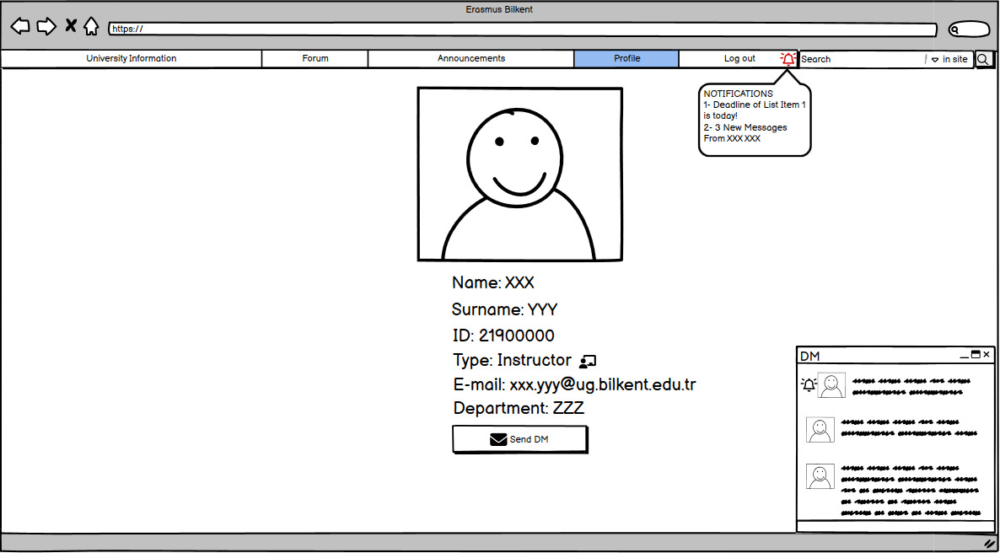 Erasmus Bilkent
https://
University Information Forum Announcements Profile Log out Search in site
NOTIFICATIONS
1- Deadline of List Item 1
is today!
2- 3 New Messages
From XXX XXX
Name: XXX
Surname: YYY
ID: 21900000
Type: Instructor
E-mail: xxx.yyy@ug.bilkent.edu.tr
Department: ZZZ
Send DM
DM